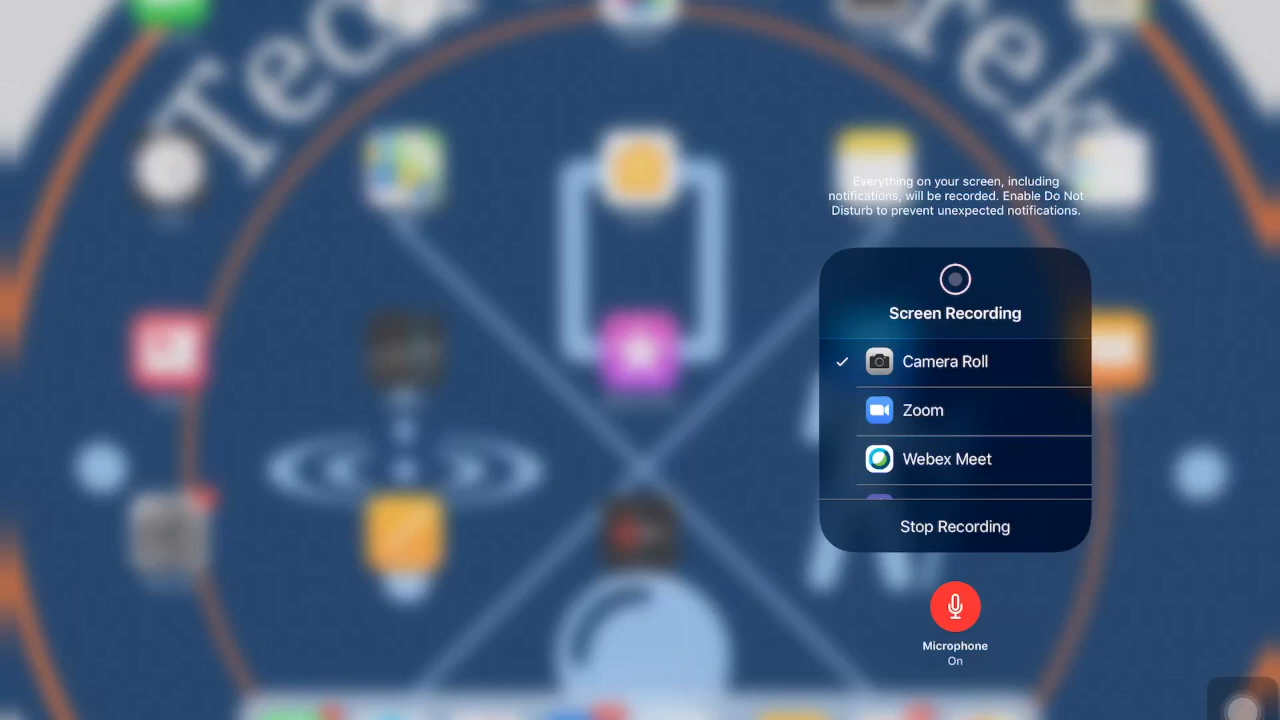 Everything on your screen, including
notifications, will be recorded. Enable Do Not
Disturb to prevent unexpected notifications.
Screen Recording
Camera Roll
Zoom
Webex Meet
Stop Recording
Microphone
On